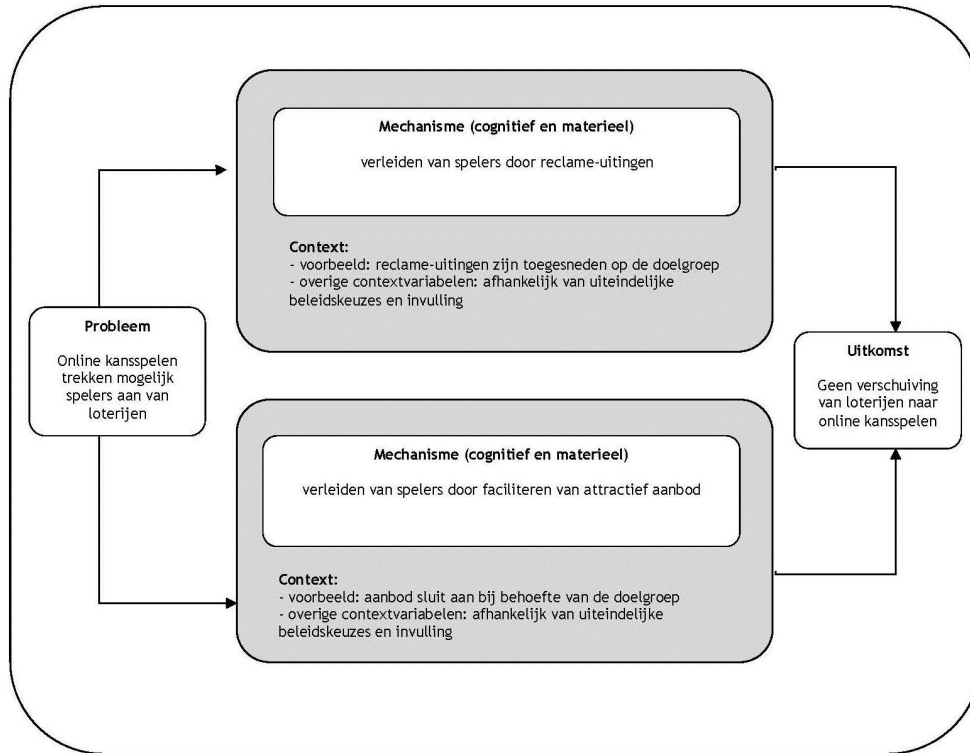 Probleem
Online kansspelen
trekken mogelijk
spelers aan van
loterijen
Mechanisme (cognitief en materieel)
verleiden van spelers door reclame-uitingen
Context:
- voorbeeld: reclame-uitingen zijn toegesneden op de doelgroep
- overige contextvariabelen: afhankelijk van uiteindelijke
beleidskeuzes en invulling
Mechanisme (cognitief en materieel)
verleiden van spelers door faciliteren van attractief aanbod
Context:
- voorbeeld: aanbod sluit aan bij behoefte van de doelgroep
- overige contextvariabelen: afhankelijk van uiteindelijke
beleidskeuzes en invulling
Uitkomst
Geen verschuiving
van loterijen naar
online kansspelen